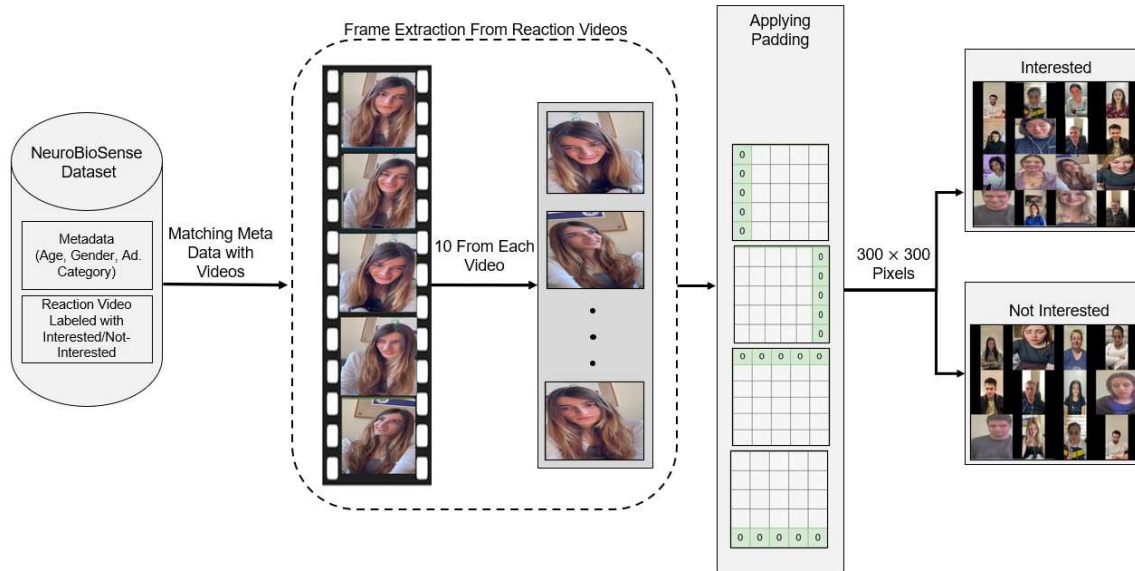 NeuroBioSense
Dataset
Metadata
(Age, Gender, Ad.
Category)
Reaction Video
Labeled with
Interested/Not-
Interested
Matching Meta
Data with
Videos
Frame Extraction From Reaction Videos
10 From Each
Video
Applying
Padding
0
0
0
0
0
0
0
0
0
0
0 0 0 0 0
0 0 0 0 0
300 × 300
Pixels
Interested
Not Interested